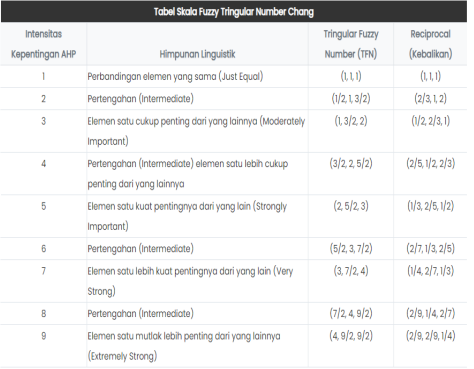 Tabel Skala Fuzzy Tringular Number Chang
Intensitas Kepentingan AHP Himpunan Linguistik Tringular Fuzzy Number (TFN) Reciprocal (Kebalikan)
1 Perbandingan elemen yang sama (Just Equal) (1, 1, 1) (1, 1, 1)
2 Pertengahan (Intermediate) (1/2, 1, 3/2) (2/3, 1, 2)
3 Elemen satu cukup penting dari yang lainnya (Moderately Important) (1, 3/2, 2) (1/2, 2/3, 1)
4 Pertengahan (Intermediate) elemen satu lebih cukup penting dari yang lainnya (3/2, 2, 5/2) (2/5, 1/2, 2/3)
5 Elemen satu kuat pentingnya dari yang lain (Strongly Important) (2, 5/2, 3) (1/3, 2/5, 1/2)
6 Pertengahan (Intermediate) (5/2, 3, 7/2) (2/7, 1/3, 2/5)
7 Elemen satu lebih kuat pentingnya dari yang lain (Very Strong) (3, 7/2, 4) (1/4, 2/7, 1/3)
8 Pertengahan (Intermediate) (7/2, 4, 9/2) (2/9, 1/4, 2/7)
9 Elemen satu mutlak lebih penting dari yang lainnya (Extremely Strong) (4, 9/2, 9/2) (2/9, 2/9, 1/4)